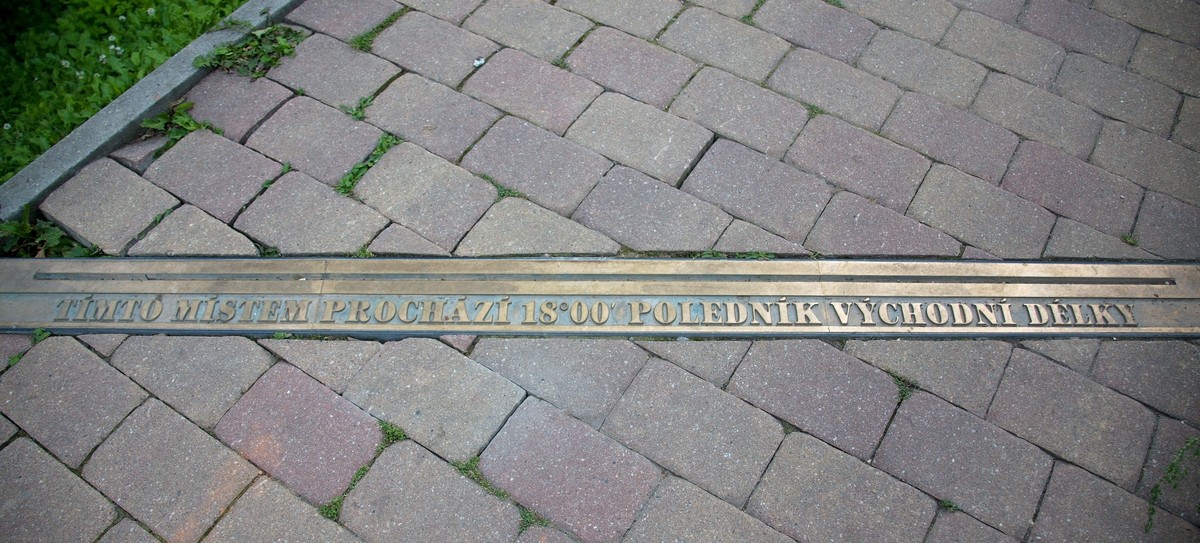 TÍMTO MÍSTEM PROCHÁZÍ 18°00′ POLEDNÍK VÝCHODNÍ DÉLKY